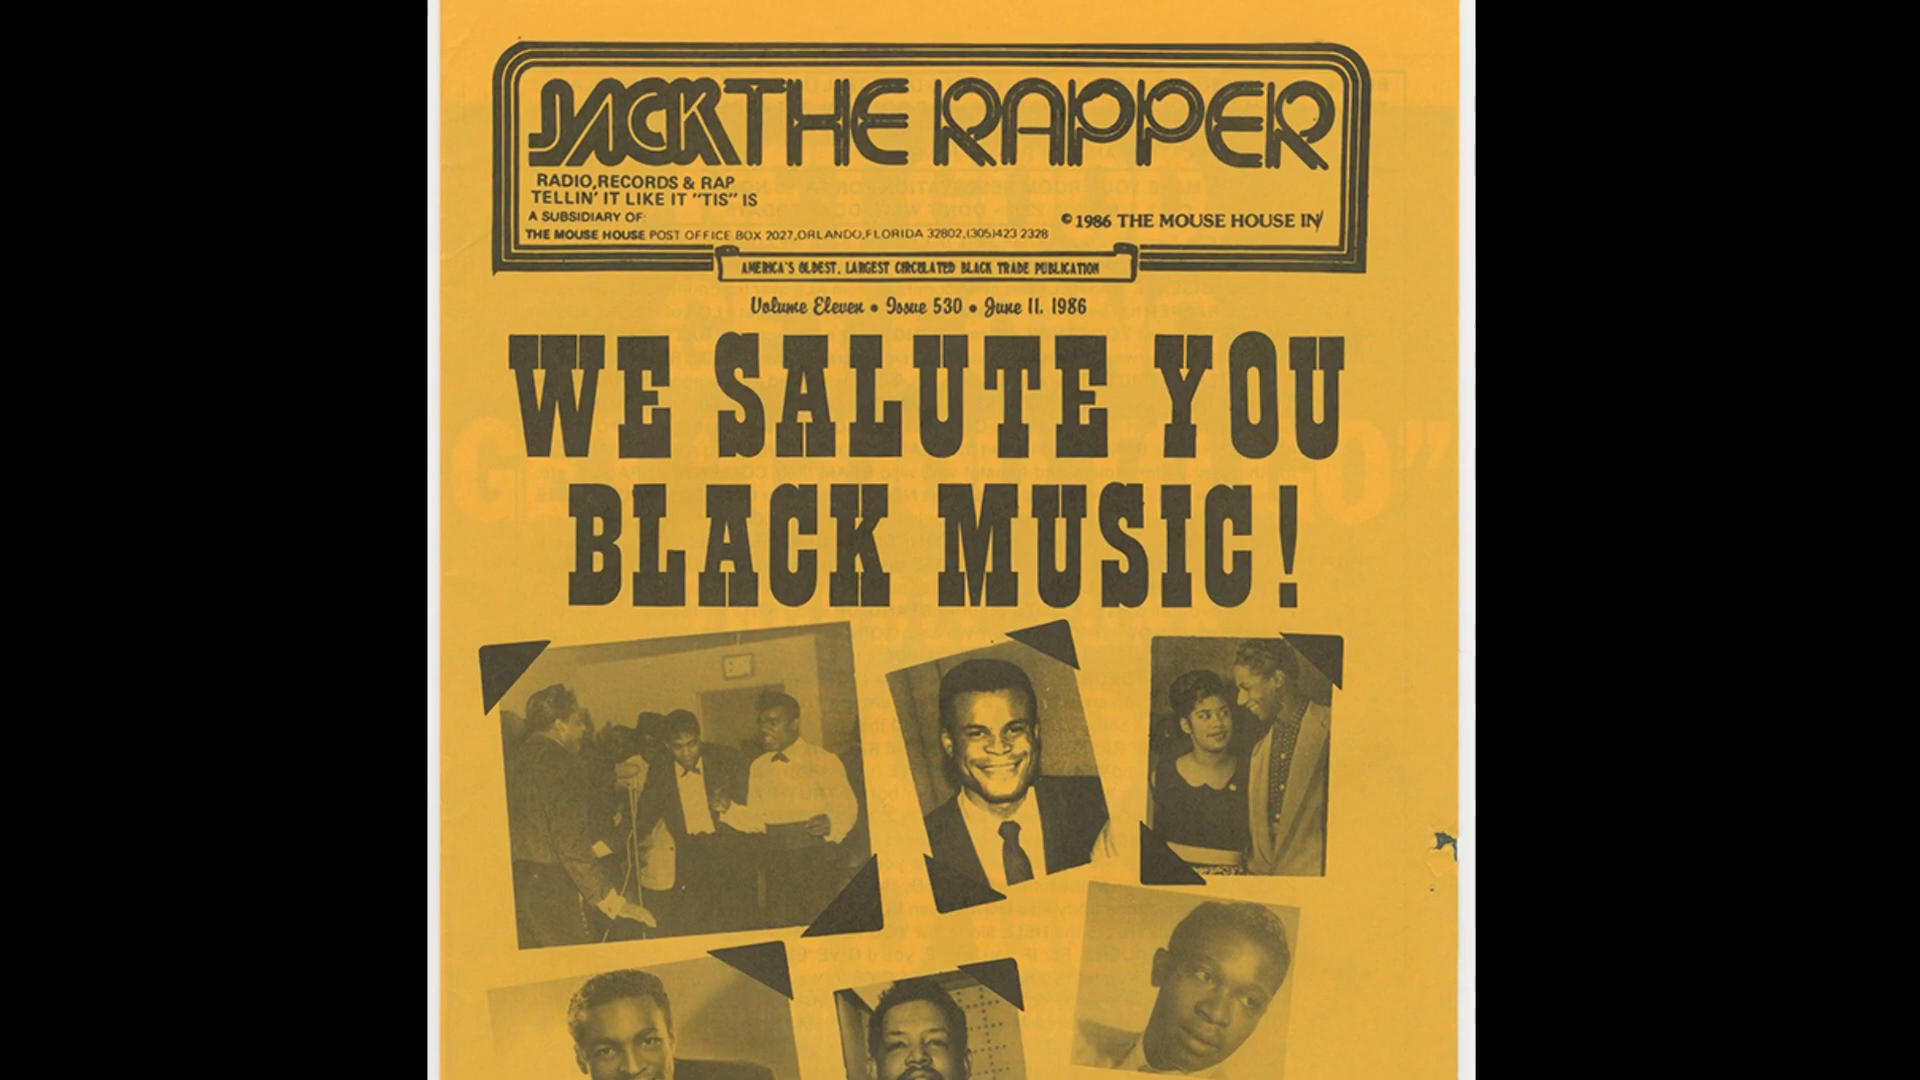 JACK THE RAPPER
RADIO, RECORDS & RAP
TELLIN' IT LIKE IT "TIS" IS
A SUBSIDIARY OF:
THE MOUSE HOUSE POST OFFICE BOX 2027, ORLANDO, FLORIDA 32802, (305) 423 2328
© 1986 THE MOUSE HOUSE IN
AMERICA'S OLDEST, LARGEST CIRCULATED BLACK TRADE PUBLICATION
Volume Eleven • Issue 530 • June 11, 1986
WE SALUTE YOU
BLACK MUSIC!